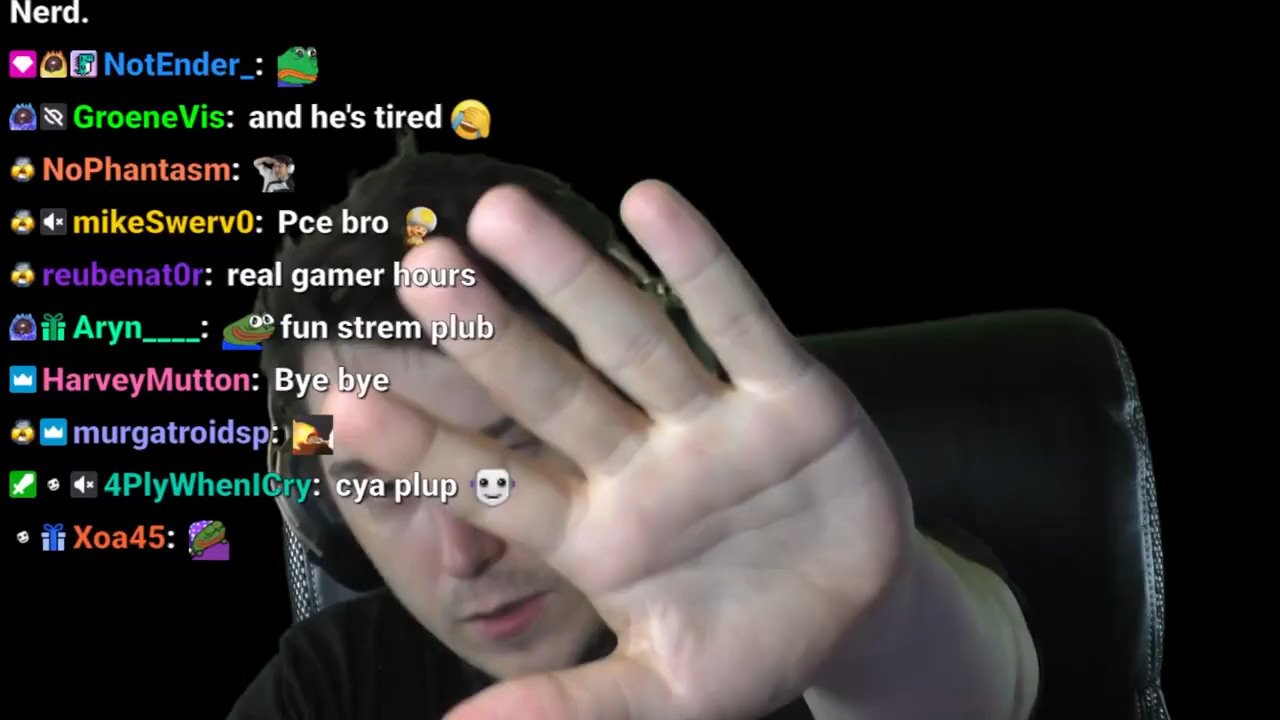 Nerd.
NotEnder_:
GroeneVis: and he's tired
NoPhantasm:
mikeSwerv0: Pce bro
reubenat0r: real gamer hours
Aryn____: fun strem plub
HarveyMutton: Bye bye
murgatroidsp:
4PlyWhenICry: cya plup
Xoa45: